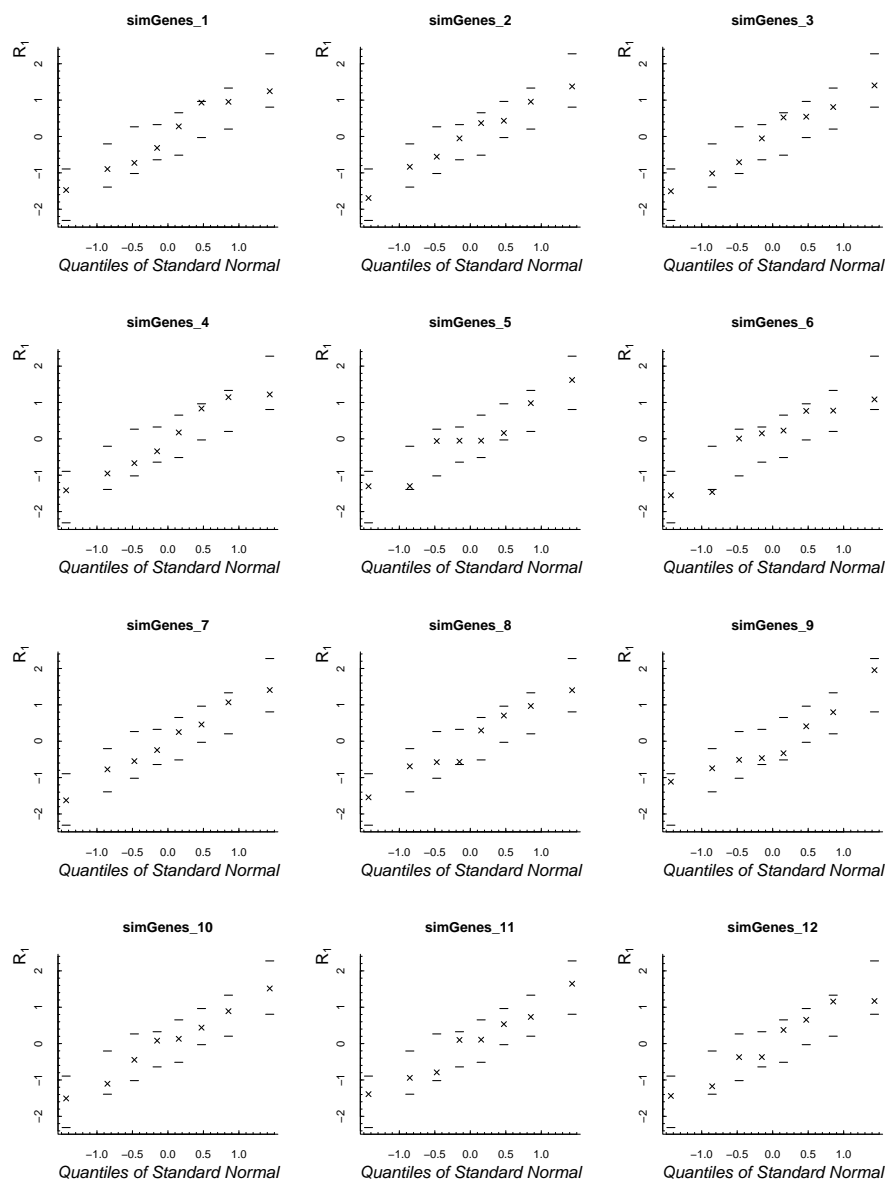 simGenes_1 simGenes_2 simGenes_3
R1 R1 R1
2 2 2
1 1 1
0 0 0
−1 −1 −1
−2 −2 −2
−1.0 −0.5 0.0 0.5 1.0 −1.0 −0.5 0.0 0.5 1.0 −1.0 −0.5 0.0 0.5 1.0
Quantiles of Standard Normal Quantiles of Standard Normal Quantiles of Standard Normal
simGenes_4 simGenes_5 simGenes_6
R1 R1 R1
2 2 2
1 1 1
0 0 0
−1 −1 −1
−2 −2 −2
−1.0 −0.5 0.0 0.5 1.0 −1.0 −0.5 0.0 0.5 1.0 −1.0 −0.5 0.0 0.5 1.0
Quantiles of Standard Normal Quantiles of Standard Normal Quantiles of Standard Normal
simGenes_7 simGenes_8 simGenes_9
R1 R1 R1
2 2 2
1 1 1
0 0 0
−1 −1 −1
−2 −2 −2
−1.0 −0.5 0.0 0.5 1.0 −1.0 −0.5 0.0 0.5 1.0 −1.0 −0.5 0.0 0.5 1.0
Quantiles of Standard Normal Quantiles of Standard Normal Quantiles of Standard Normal
simGenes_10 simGenes_11 simGenes_12
R1 R1 R1
2 2 2
1 1 1
0 0 0
−1 −1 −1
−2 −2 −2
−1.0 −0.5 0.0 0.5 1.0 −1.0 −0.5 0.0 0.5 1.0 −1.0 −0.5 0.0 0.5 1.0
Quantiles of Standard Normal Quantiles of Standard Normal Quantiles of Standard Normal